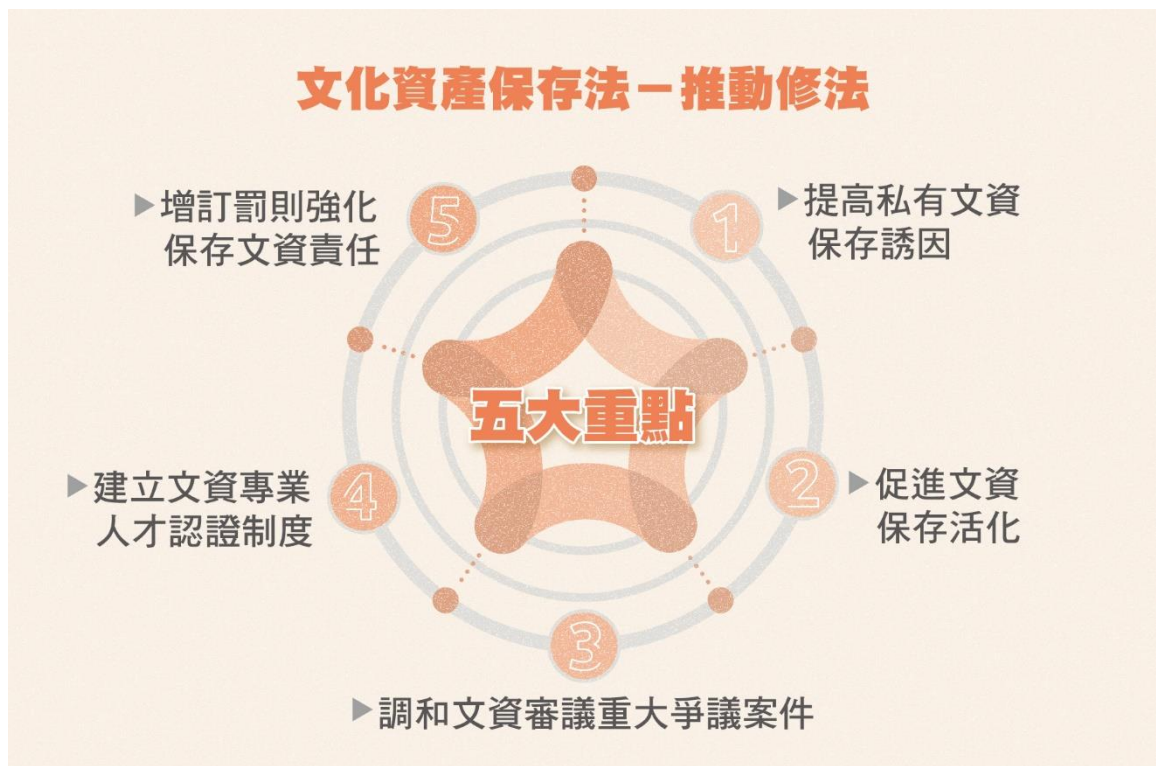 文化資產保存法－推動修法
1
▶提高私有文資
保存誘因
2
▶促進文資
保存活化
3
▶調和文資審議重大爭議案件
4
▶建立文資專業
人才認證制度
5
▶增訂罰則強化
保存文資責任
五大重點